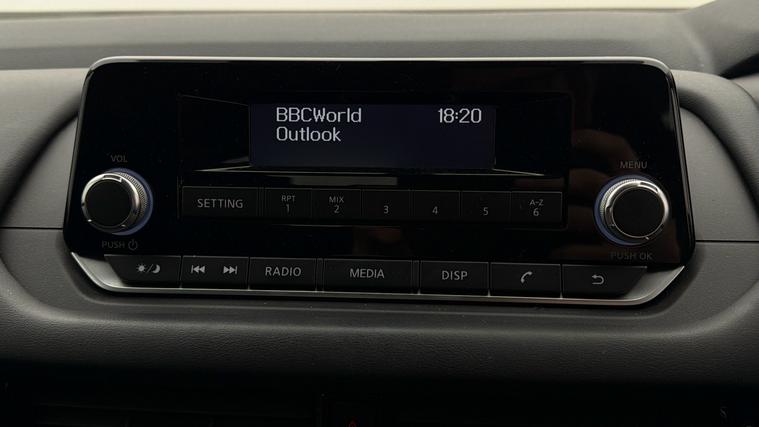 BBCWorld 18:20
Outlook
VOL
MENU
SETTING RPT 1 MIX 2 3 4 5 A-Z 6
PUSH
PUSH OK
RADIO MEDIA DISP